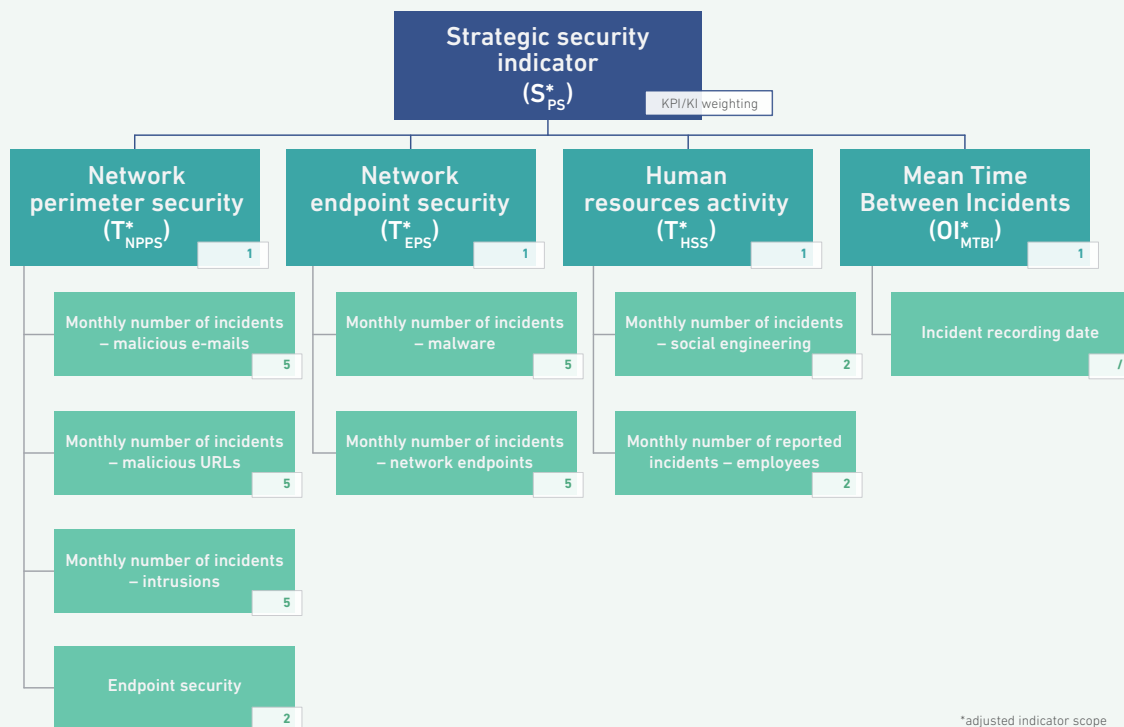 Strategic security
indicator
(S*PS)
KPI/KI weighting
Network
perimeter security
(T*NPPS)
1
Network
endpoint security
(T*EPS)
1
Human
resources activity
(T*HSS)
1
Mean Time
Between Incidents
(OI*MTBI)
1
Monthly number of incidents
– malicious e-mails
5
Monthly number of incidents
– malicious URLs
5
Monthly number of incidents
– intrusions
5
Endpoint security
2
Monthly number of incidents
– malware
5
Monthly number of incidents
– network endpoints
5
Monthly number of incidents
– social engineering
2
Monthly number of reported
incidents – employees
2
Incident recording date
/
*adjusted indicator scope